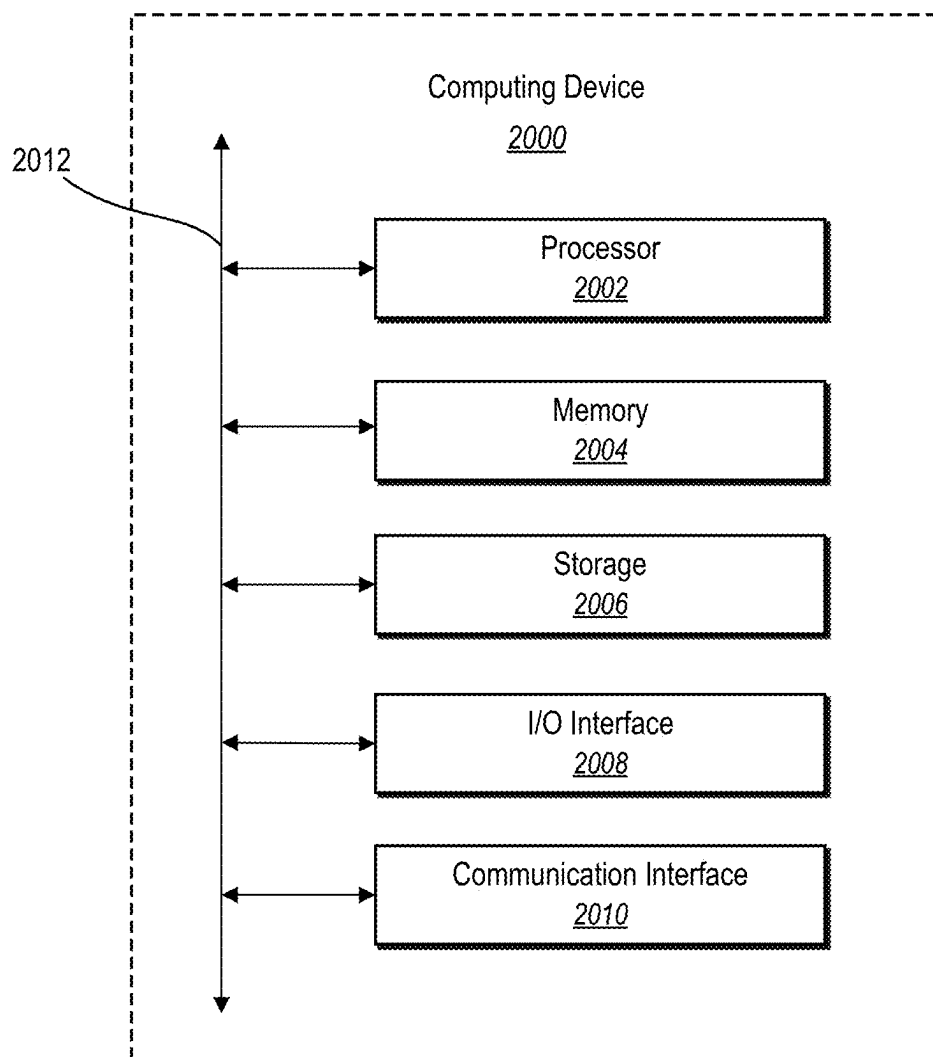 Computing Device
2000
2012
Processor
2002
Memory
2004
Storage
2006
I/O Interface
2008
Communication Interface
2010